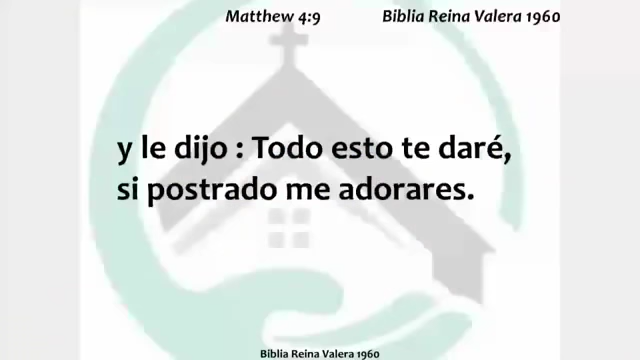 Matthew 4:9 Biblia Reina Valera 1960
y le dijo : Todo esto te daré,
si postrado me adorares.
Biblia Reina Valera 1960